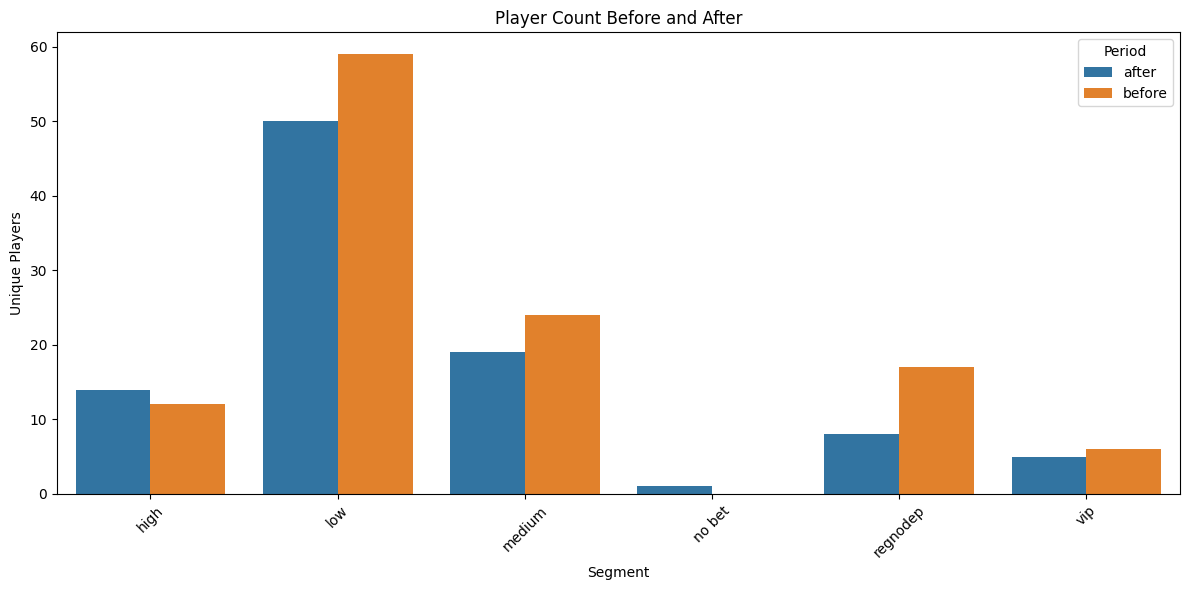 Player Count Before and After
Period
after
before
Unique Players
60
50
40
30
20
10
0
high
low
medium
no bet
regnodep
vip
Segment